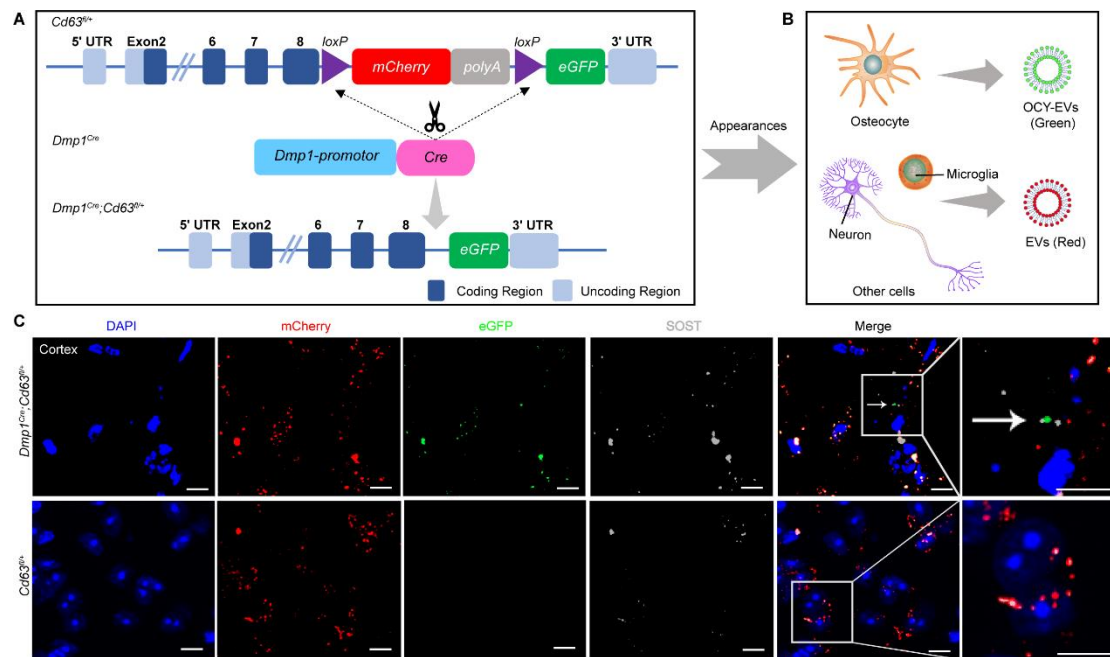 A
Cd63fl/+
5' UTR Exon2 6 7 8 loxP loxP 3' UTR
mCherry polyA eGFP
Dmp1Cre
Dmp1-promotor Cre
Dmp1Cre;Cd63fl/+
5' UTR Exon2 6 7 8 3' UTR
eGFP
Coding Region Uncoding Region
Appearances
B
Osteocyte
OCY-EVs
(Green)
Microglia
Neuron
EVs (Red)
Other cells
C
DAPI mCherry eGFP SOST Merge
Cortex
Dmp1Cre;Cd63fl/+
Cd63fl/+